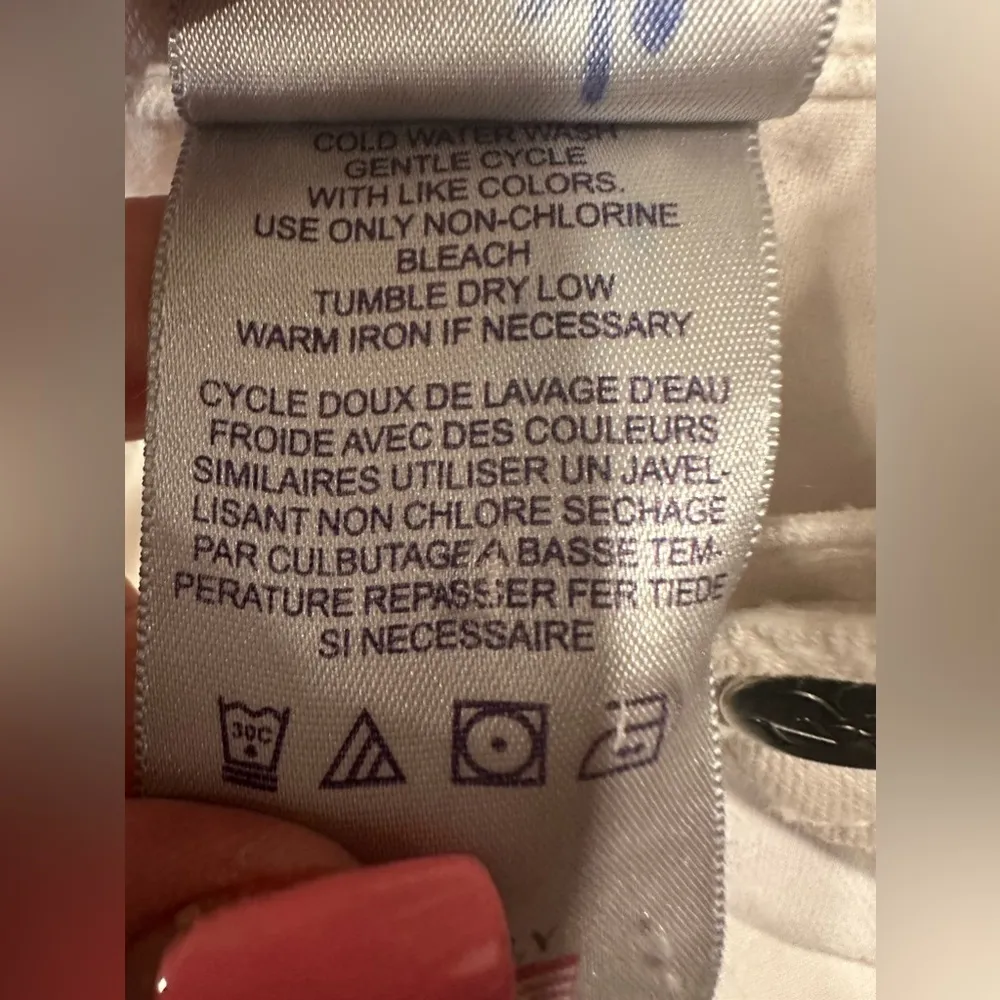 COLD WATER WASH
GENTLE CYCLE
WITH LIKE COLORS.
USE ONLY NON-CHLORINE
BLEACH
TUMBLE DRY LOW
WARM IRON IF NECESSARY
CYCLE DOUX DE LAVAGE D'EAU
FROIDE AVEC DES COULEURS
SIMILAIRES UTILISER UN JAVEL-
LISANT NON CHLORE SECHAGE
PAR CULBUTAGE A BASSE TEM-
PERATURE REPASSER FER TIEDE
SI NECESSAIRE
30C